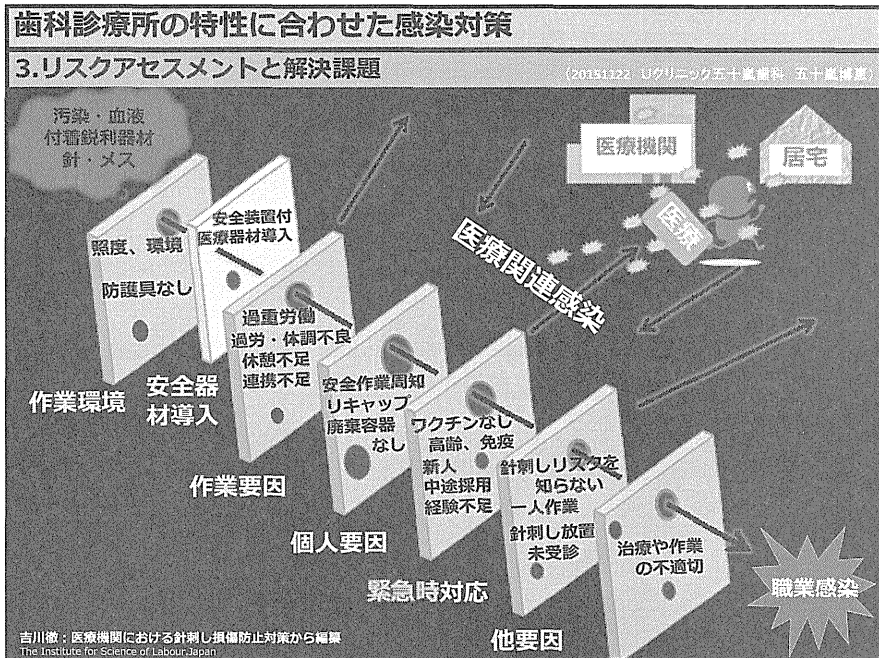 歯科診療所の特性に合わせた感染対策
3.リスクアセスメントと解決課題
(20151122 Uクリニック五十嵐歯科 五十嵐博恵)
汚染・血液
付着鋭利器材
針・メス
医療機関
居宅
医療
医療関連感染
照度、環境
防護具なし
作業環境
安全装置付
医療器材導入
安全器
材導入
過重労働
過労・体調不良
休憩不足
連携不足
作業要因
安全作業周知
リキャップ
廃棄容器
なし
個人要因
ワクチンなし
高齢、免疫
新人
中途採用
経験不足
緊急時対応
針刺しリスクを
知らない
一人作業
針刺し放置
未受診
他要因
治療や作業
の不適切
職業感染
吉川徹：医療機関における針刺し損傷防止対策から編纂
The Institute for Science of Labour.Japan